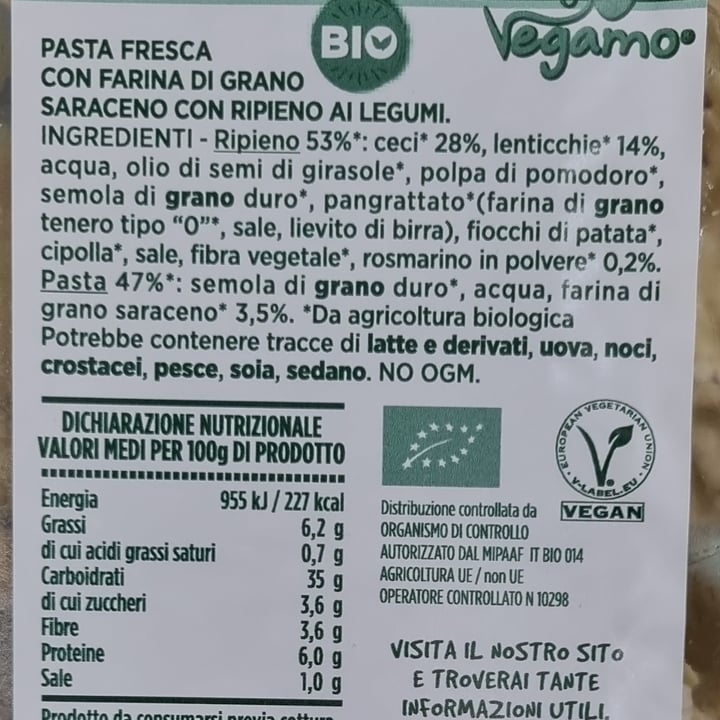 BIO
Vegamo
PASTA FRESCA
CON FARINA DI GRANO
SARACENO CON RIPIENO AI LEGUMI.
INGREDIENTI - Ripieno 53%*: ceci* 28%, lenticchie* 14%,
acqua, olio di semi di girasole*, polpa di pomodoro*,
semola di grano duro*, pangrattato*(farina di grano
tenero tipo "0"*, sale, lievito di birra), fiocchi di patata*,
cipolla*, sale, fibra vegetale*, rosmarino in polvere* 0,2%.
Pasta 47%*: semola di grano duro*, acqua, farina di
grano saraceno* 3,5%. *Da agricoltura biologica
Potrebbe contenere tracce di latte e derivati, uova, noci,
crostacei, pesce, soia, sedano. NO OGM.
DICHIARAZIONE NUTRIZIONALE
VALORI MEDI PER 100g DI PRODOTTO
Energia 955 kJ / 227 kcal
Grassi 6,2 g
di cui acidi grassi saturi 0,7 g
Carboidrati 35 g
di cui zuccheri 3,6 g
Fibre 3,6 g
Proteine 6,0 g
Sale 1,0 g
Prodotto da consumarsi previa cottura
EUROPEAN VEGETARIAN UNION
V-LABEL.EU
VEGAN
Distribuzione controllata da
ORGANISMO DI CONTROLLO
AUTORIZZATO DAL MIPAAF IT BIO 014
AGRICOLTURA UE / non UE
OPERATORE CONTROLLATO N 10298
VISITA IL NOSTRO SITO
E TROVERAI TANTE
INFORMAZIONI UTILI.